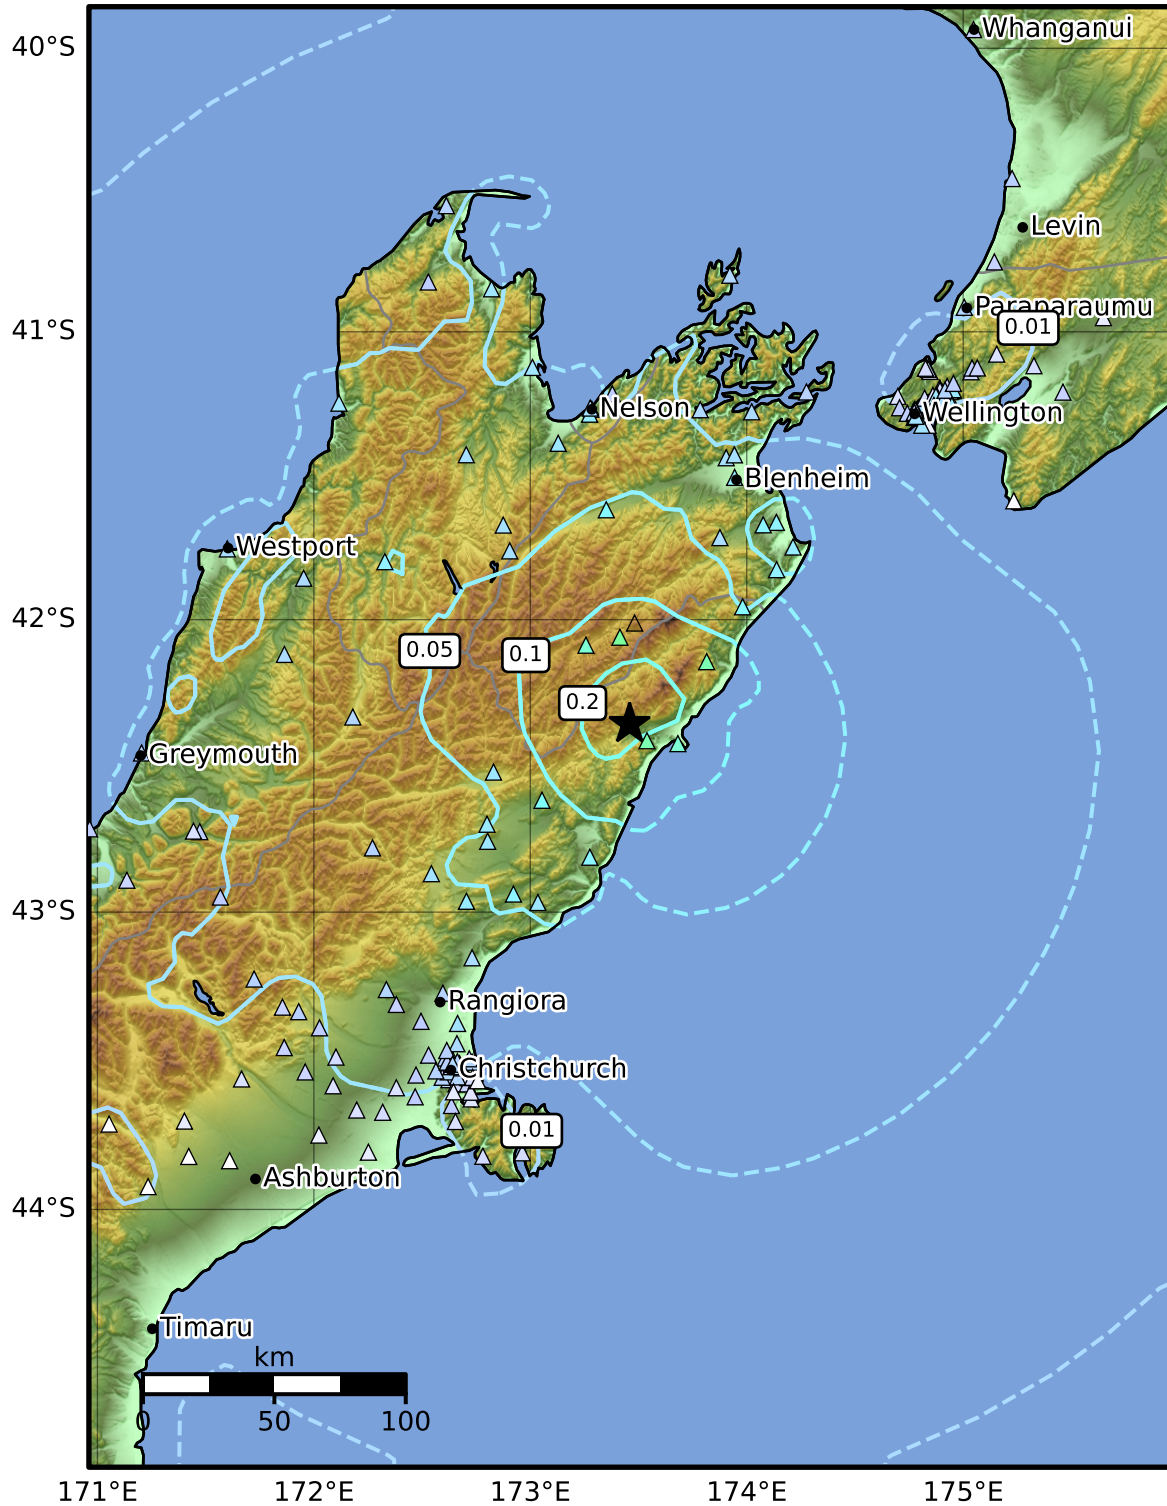 40°S
Whanganui
Levin
Paraparaumu
41°S
0.01
Nelson
Wellington
Blenheim
Westport
42°S
0.05
0.1
0.2
Greymouth
43°S
Rangiora
Christchurch
0.01
Ashburton
44°S
Timaru
km
0 50 100
171°E 172°E 173°E 174°E 175°E